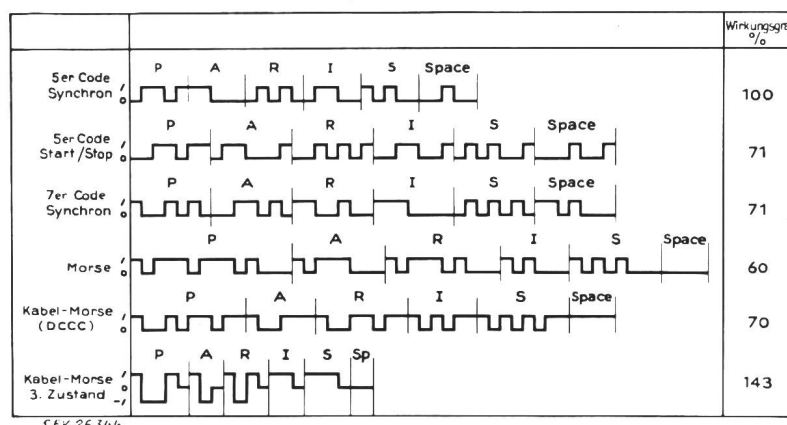 Wirkungsgra
%
P A R I S Space
5er Code
Synchron
1
0
100
P A R I S Space
5er Code
Start/Stop
1
0
71
P A R I S Space
7er Code
Synchron
1
0
71
P A R I S Space
Morse
1
0
60
P A R I S Space
Kabel-Morse
(DCCC)
1
0
70
P A R I S Sp
Kabel-Morse
3. Zustand
1
0
-1
143